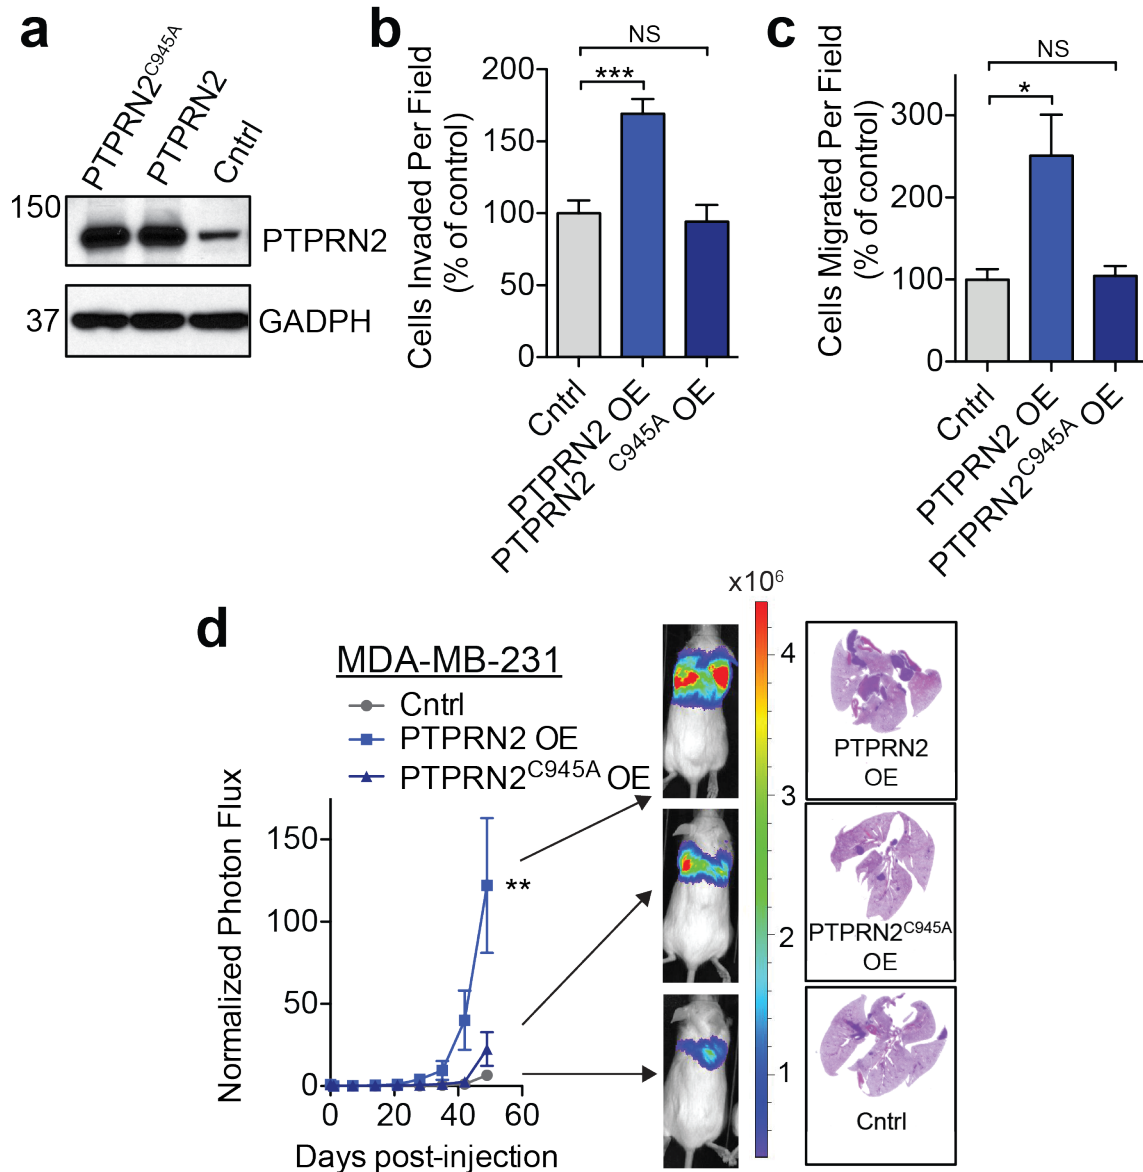 a
PTPRN2C945A
PTPRN2
Cntrl
150
PTPRN2
37
GADPH
b
Cells Invaded Per Field
(% of control)
200
150
100
50
0
NS
***
Cntrl
PTPRN2 OE
PTPRN2 C945A OE
c
Cells Migrated Per Field
(% of control)
300
200
100
0
NS
*
Cntrl
PTPRN2 OE
PTPRN2C945A OE
d
MDA-MB-231
Cntrl
PTPRN2 OE
PTPRN2C945A OE
Normalized Photon Flux
150
100
50
0
**
0 20 40 60
Days post-injection
x10⁶
4
3
2
1
PTPRN2
OE
PTPRN2C945A
OE
Cntrl